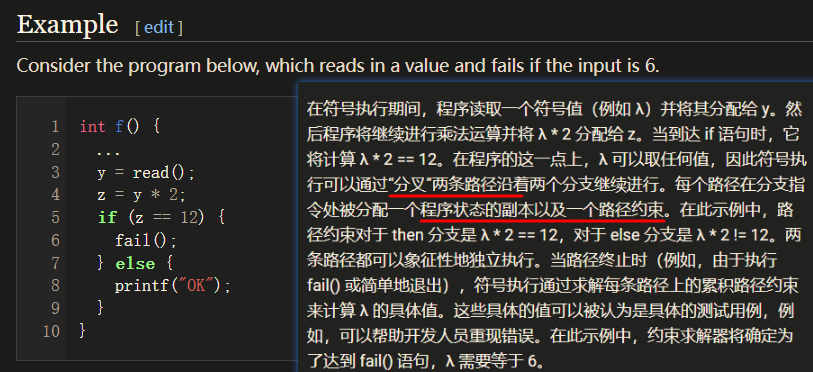 Example [ edit ]
Consider the program below, which reads in a value and fails if the input is 6.
1 int f() {
2 ...
3 y = read();
4 z = y * 2;
5 if (z == 12) {
6 fail();
7 } else {
8 printf("OK");
9 }
10 }
在符号执行期间，程序读取一个符号值（例如 λ）并将其分配给 y。然
后程序将继续进行乘法运算并将 λ * 2 分配给 z。当到达 if 语句时，它
将计算 λ * 2 == 12。在程序的这一点上，λ 可以取任何值，因此符号执
行可以通过“分叉”两条路径沿着两个分支继续进行。每个路径在分支指
令处被分配一个程序状态的副本以及一个路径约束。在此示例中，路
径约束对于 then 分支是 λ * 2 == 12，对于 else 分支是 λ * 2 != 12。两
条路径都可以象征性地独立执行。当路径终止时（例如，由于执行
fail() 或简单地退出），符号执行通过求解每条路径上的累积路径约束
来计算 λ 的具体值。这些具体的值可以被认为是具体的测试用例，例
如，可以帮助开发人员重现错误。在此示例中，约束求解器将确定为
了达到 fail() 语句，λ 需要等于 6。